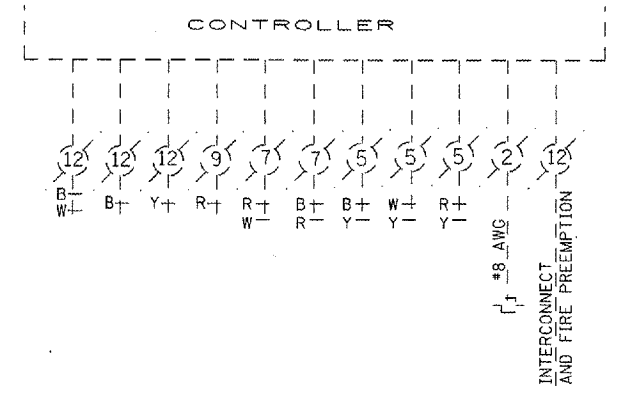 CONTROLLER
12 12 12 9 7 7 5 5 5 2 12
B W B Y R R W B R B Y W Y R Y
#8 AWG
INTERCONNECT
AND FIRE PREEMPTION